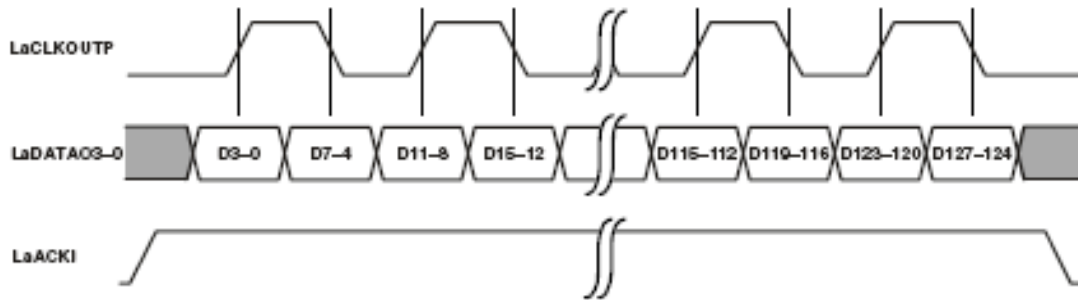 LaCLKOUTP
LaDATAO3–0 D3–0 D7–4 D11–8 D15–12 D115–112 D119–116 D123–120 D127–124
LaACKI